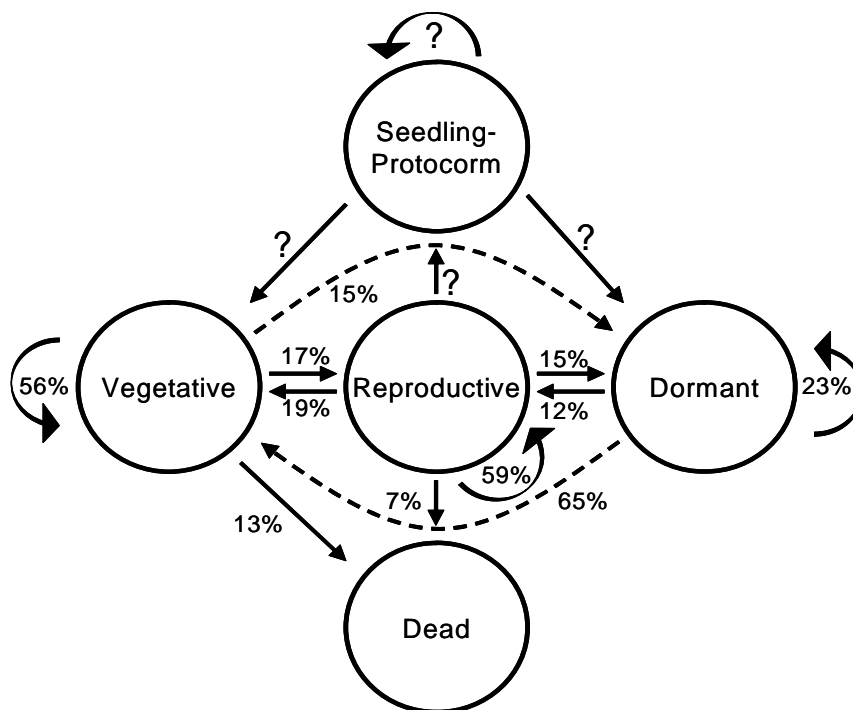 ?
Seedling-
Protocorm
?
?
15%
?
17%
15%
56%
Vegetative
Reproductive
Dormant
23%
19%
12%
59%
7%
65%
13%
Dead